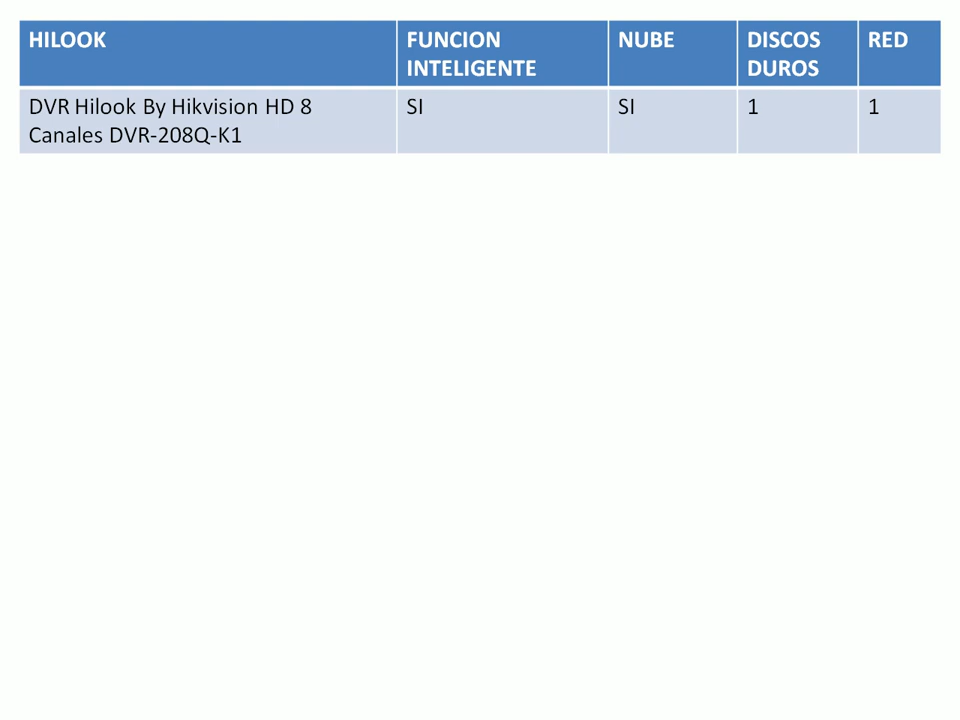 HILOOK
FUNCION
INTELIGENTE
NUBE
DISCOS
DUROS
RED
DVR Hilook By Hikvision HD 8
Canales DVR-208Q-K1
SI
SI
1
1